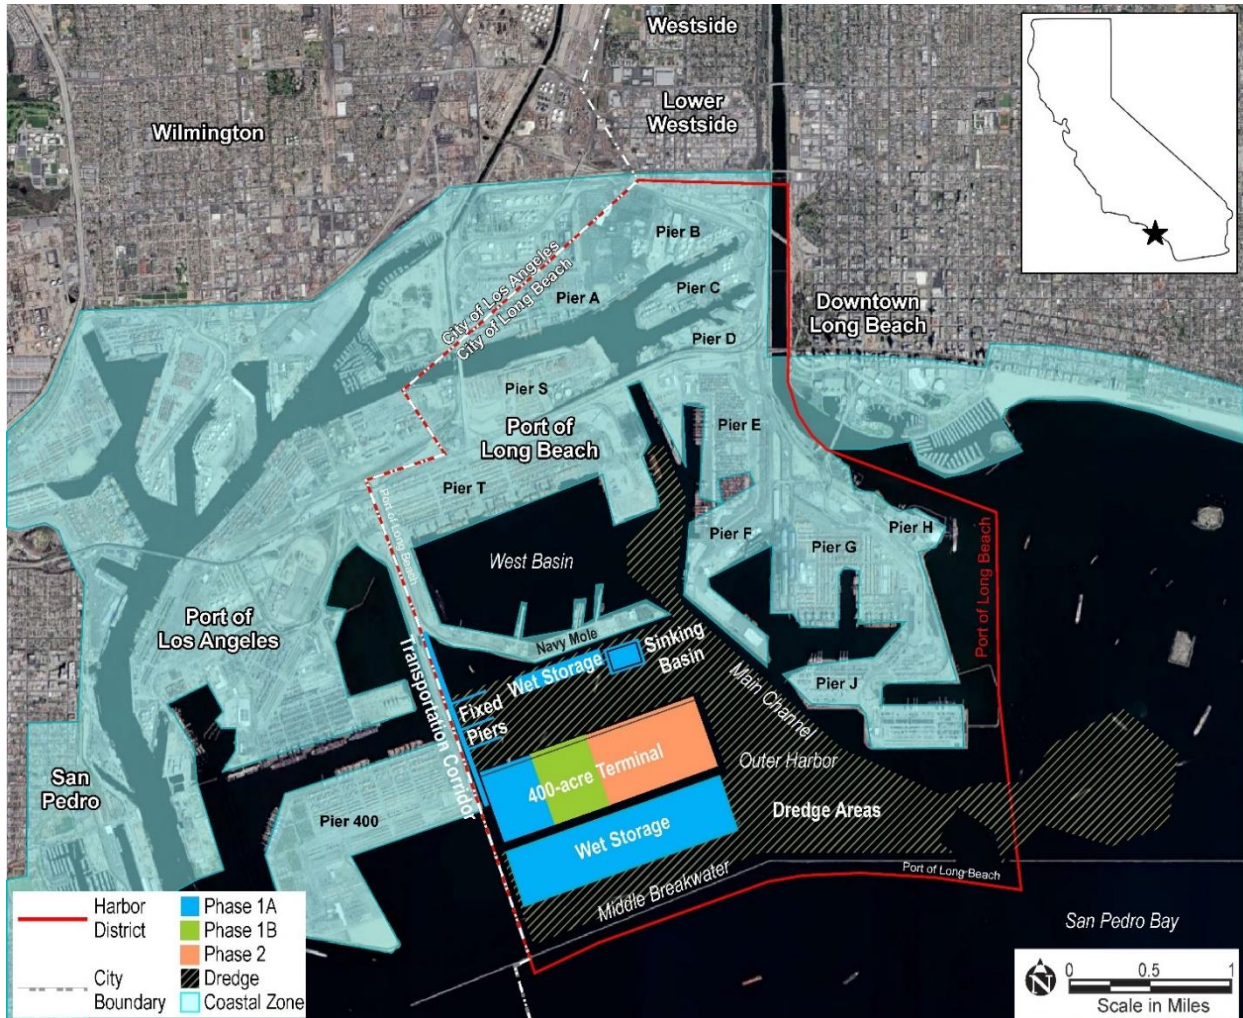 Westside
Wilmington
Lower
Westside
Pier B
City of Los Angeles
City of Long Beach
Pier A
Pier C
Downtown
Long Beach
Pier D
Pier S
Port of
Long Beach
Pier E
Pier T
Port of Long Beach
Pier F
Pier G
Pier H
West Basin
Port of Long Beach
Port of
Los Angeles
Navy Mole
Transportation Corridor
Wet Storage
Sinking
Basin
Fixed
Piers
Main Channel
Pier J
400-acre Terminal
Outer Harbor
San
Pedro
Pier 400
Dredge Areas
Wet Storage
Middle Breakwater
Port of Long Beach
San Pedro Bay
Harbor
District
City
Boundary
Phase 1A
Phase 1B
Phase 2
Dredge
Coastal Zone
N
0 0.5 1
Scale in Miles